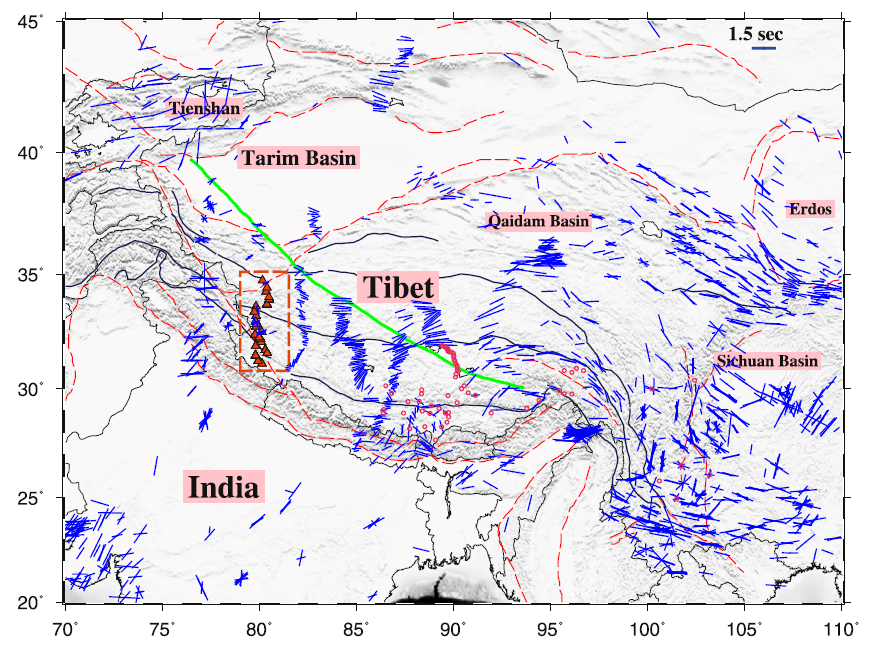 45°
1.5 sec
Tienshan
40°
Tarim Basin
Erdos
Qaidam Basin
35°
Tibet
Sichuan Basin
30°
India
25°
20°
70° 75° 80° 85° 90° 95° 100° 105° 110°